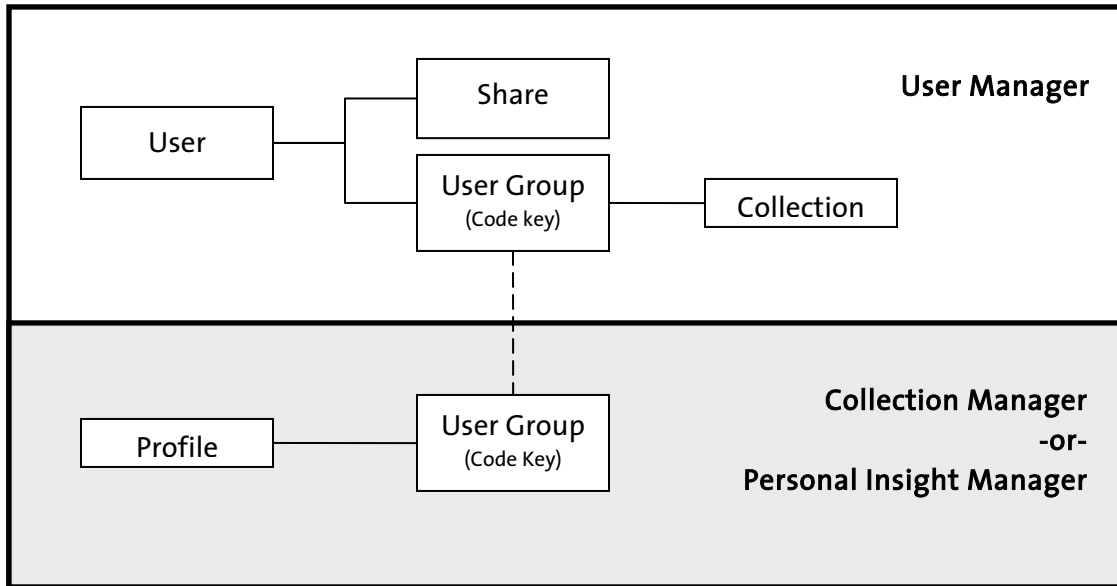 Share
User Manager
User
User Group
(Code key)
Collection
Collection Manager
-or-
Personal Insight Manager
User Group
(Code Key)
Profile